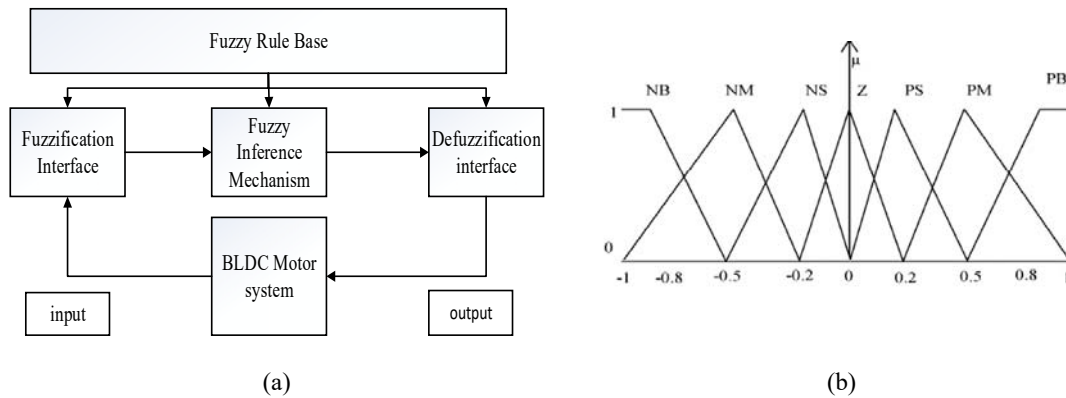 Fuzzy Rule Base
Fuzzification
Interface
Fuzzy
Inference
Mechanism
Defuzzification
interface
BLDC Motor
system
input
output
(a)
μ
NB
NM
NS
Z
PS
PM
PB
1
0
-1
-0.8
-0.5
-0.2
0
0.2
0.5
0.8
1
(b)